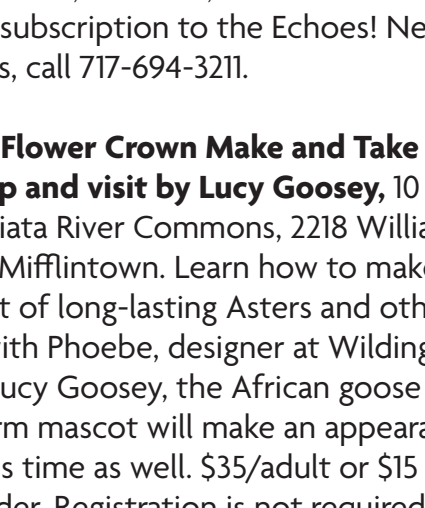 subscription to the Echoes! Ne
s, call 717-694-3211.
Flower Crown Make and Take
p and visit by Lucy Goosey, 10
iata River Commons, 2218 Willia
Mifflintown. Learn how to make
t of long-lasting Asters and oth
ith Phoebe, designer at Wilding
ucy Goosey, the African goose
rm mascot will make an appeara
s time as well. $35/adult or $15
der. Registration is not required